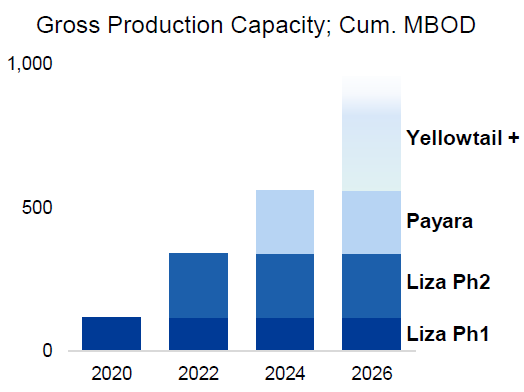 Gross Production Capacity; Cum. MBOD
1,000
Yellowtail +
500
Payara
Liza Ph2
Liza Ph1
0
2020 2022 2024 2026